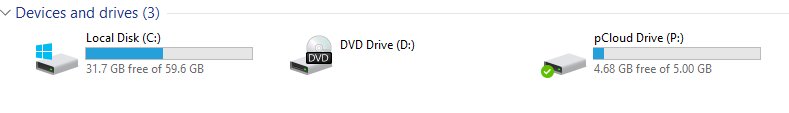 Devices and drives (3)
Local Disk (C:)
31.7 GB free of 59.6 GB
DVD
DVD Drive (D:)
pCloud Drive (P:)
4.68 GB free of 5.00 GB